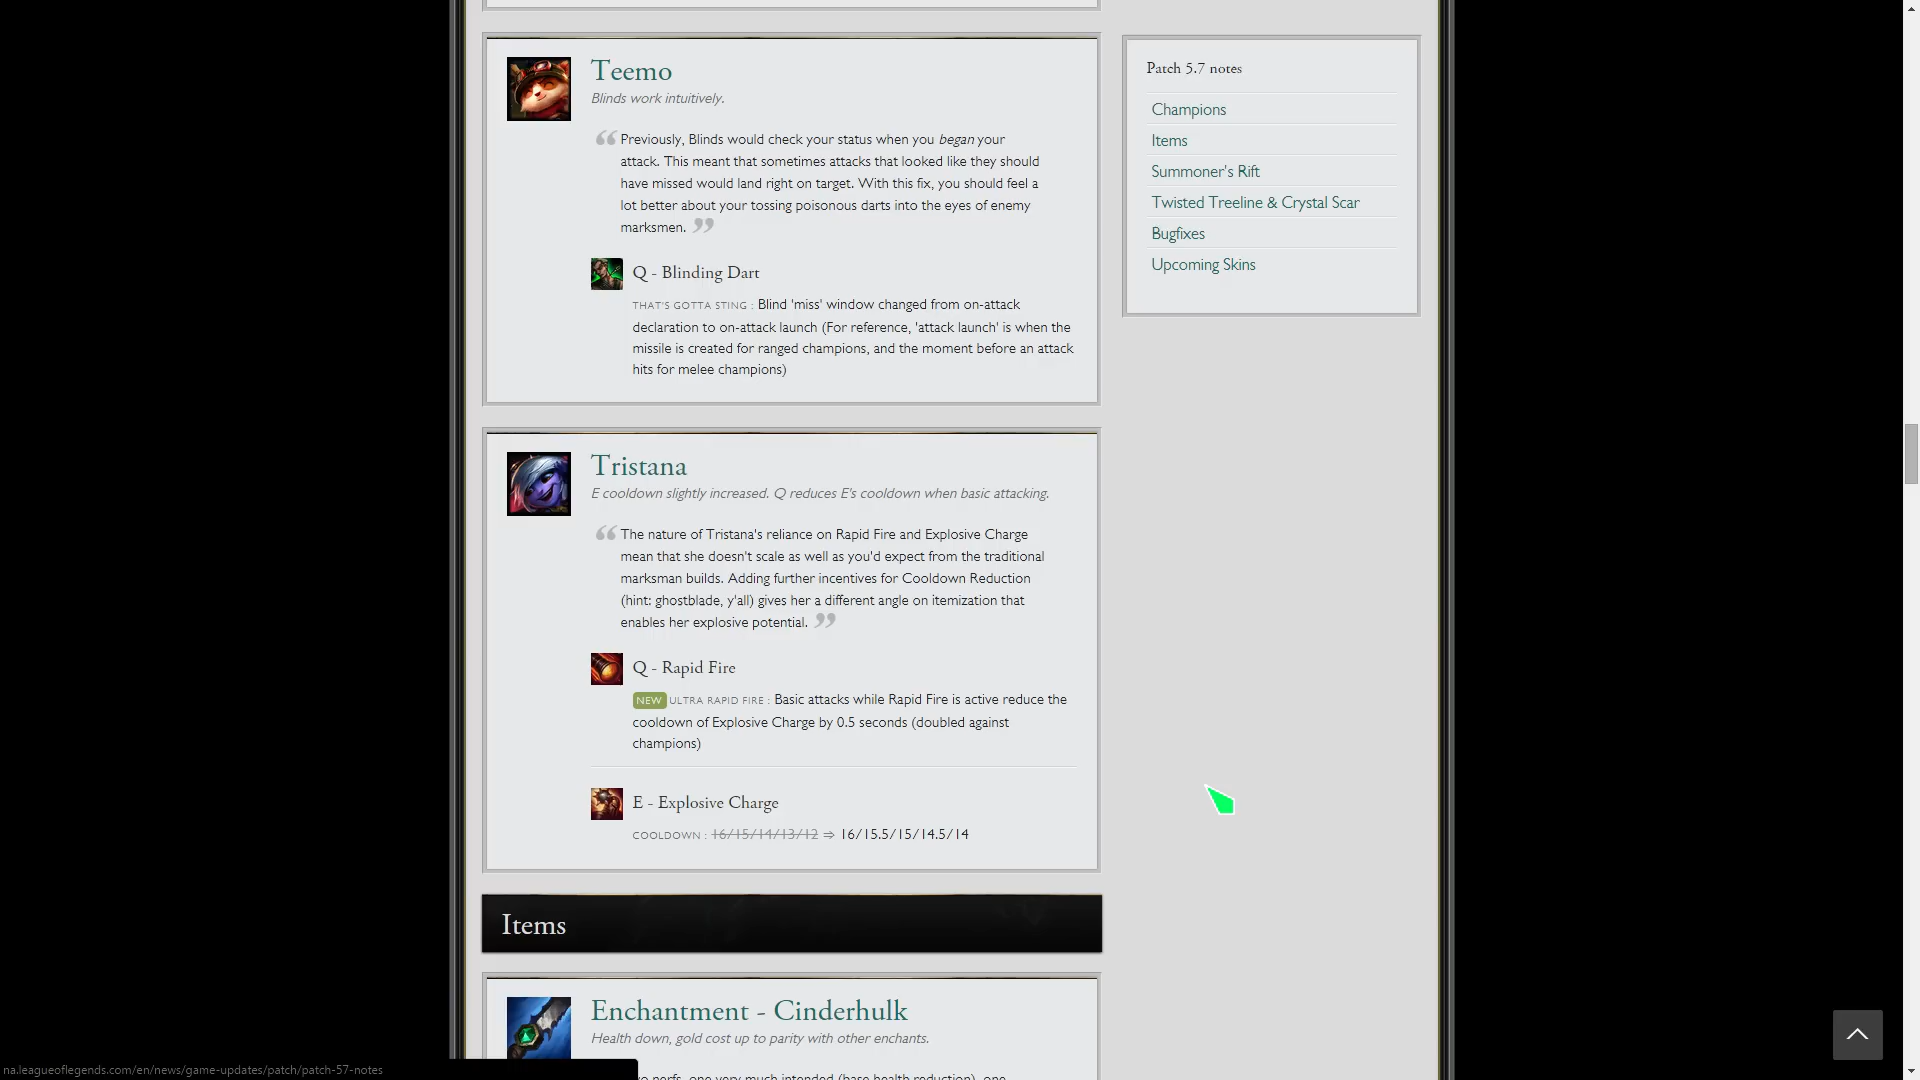 Teemo
Blinds work intuitively.
Previously, Blinds would check your status when you began your
attack. This meant that sometimes attacks that looked like they should
have missed would land right on target. With this fix, you should feel a
lot better about your tossing poisonous darts into the eyes of enemy
marksmen.
Q - Blinding Dart
THAT'S GOTTA STING : Blind 'miss' window changed from on-attack
declaration to on-attack launch (For reference, 'attack launch' is when the
missile is created for ranged champions, and the moment before an attack
hits for melee champions)
Tristana
E cooldown slightly increased. Q reduces E's cooldown when basic attacking.
The nature of Tristana's reliance on Rapid Fire and Explosive Charge
mean that she doesn't scale as well as you'd expect from the traditional
marksman builds. Adding further incentives for Cooldown Reduction
(hint: ghostblade, y'all) gives her a different angle on itemization that
enables her explosive potential.
Q - Rapid Fire
NEW ULTRA RAPID FIRE : Basic attacks while Rapid Fire is active reduce the
cooldown of Explosive Charge by 0.5 seconds (doubled against
champions)
E - Explosive Charge
COOLDOWN : 16/15/14/13/12 ⇒ 16/15.5/15/14.5/14
Items
Enchantment - Cinderhulk
Health down, gold cost up to parity with other enchants.
nerfs, one very much intended (base health reduction), one
Patch 5.7 notes
Champions
Items
Summoner's Rift
Twisted Treeline & Crystal Scar
Bugfixes
Upcoming Skins
na.leagueoflegends.com/en/news/game-updates/patch/patch-57-notes